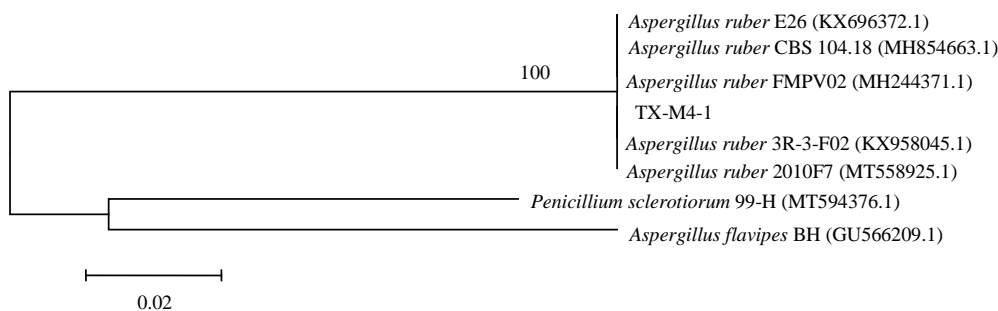 Aspergillus ruber E26 (KX696372.1)
Aspergillus ruber CBS 104.18 (MH854663.1)
100
Aspergillus ruber FMPV02 (MH244371.1)
TX-M4-1
Aspergillus ruber 3R-3-F02 (KX958045.1)
Aspergillus ruber 2010F7 (MT558925.1)
Penicillium sclerotiorum 99-H (MT594376.1)
Aspergillus flavipes BH (GU566209.1)
0.02